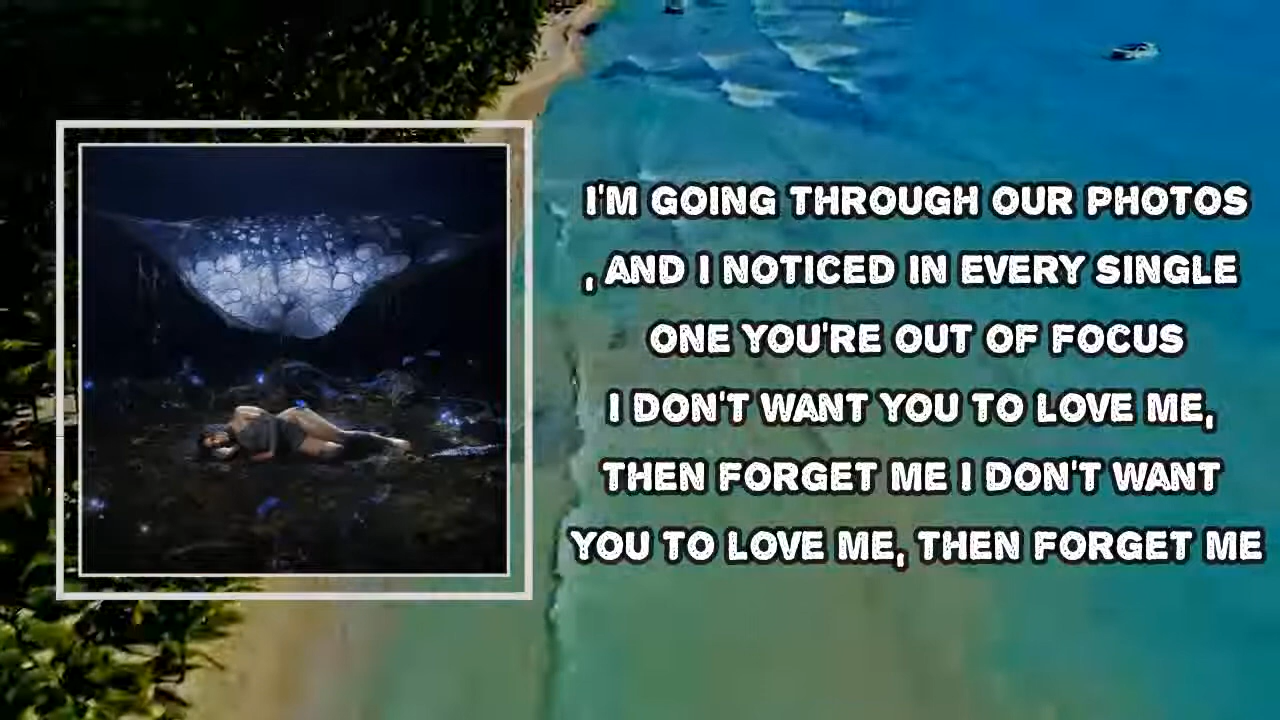 I'M GOING THROUGH OUR PHOTOS
, AND I NOTICED IN EVERY SINGLE
ONE YOU'RE OUT OF FOCUS
I DON'T WANT YOU TO LOVE ME,
THEN FORGET ME I DON'T WANT
YOU TO LOVE ME, THEN FORGET ME